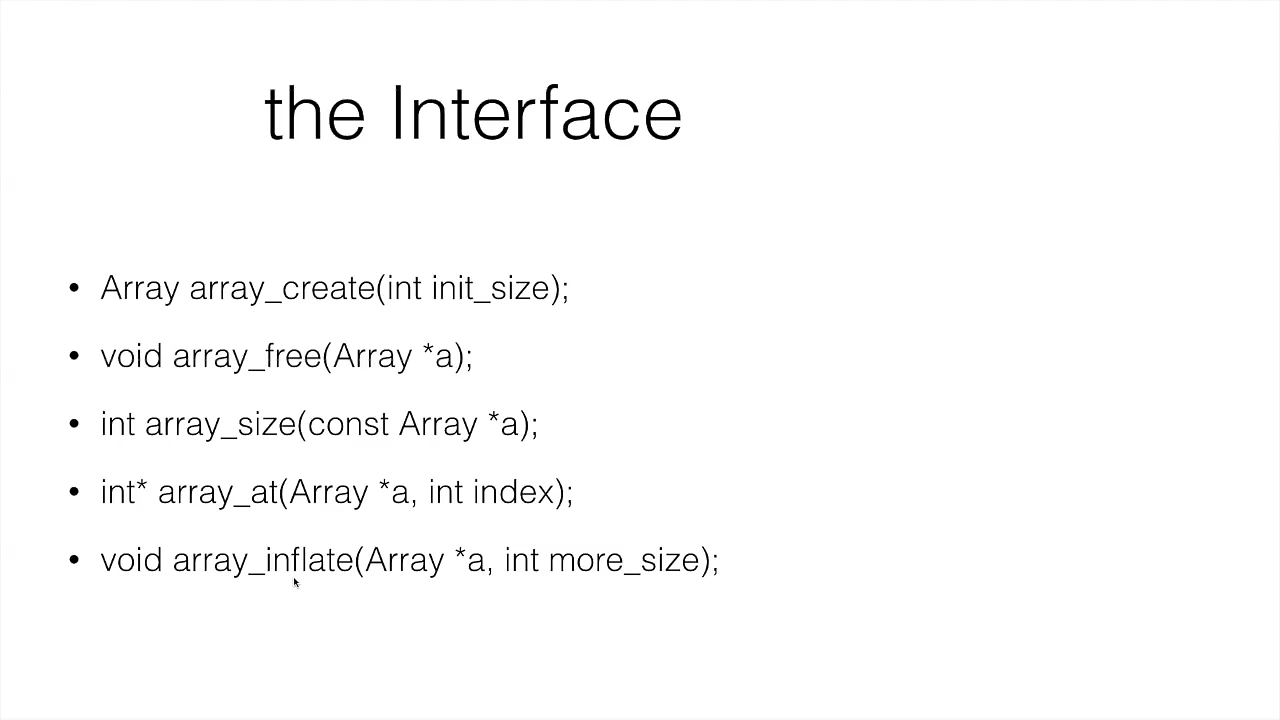 the Interface
• Array array_create(int init_size);
• void array_free(Array *a);
• int array_size(const Array *a);
• int* array_at(Array *a, int index);
• void array_inflate(Array *a, int more_size);